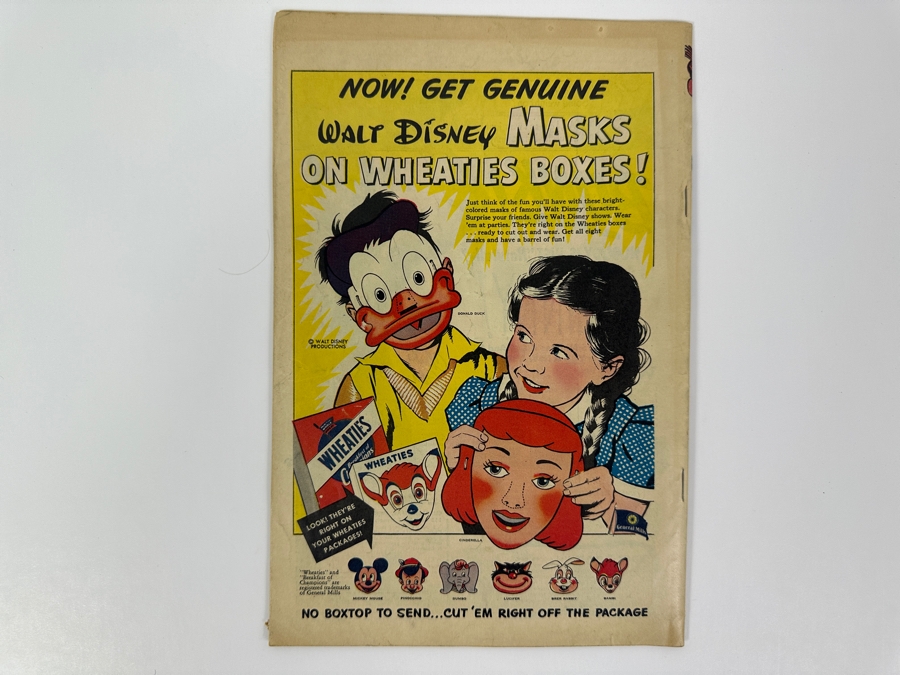 NOW! GET GENUINE
WALT DISNEY MASKS
ON WHEATIES BOXES!
Just think of the fun you'll have with these bright-
colored masks of famous Walt Disney characters.
Surprise your friends. Give Walt Disney shows. Wear
'em at parties. They're right on the Wheaties boxes
. . . ready to cut out and wear. Get all eight
masks and have a barrel of fun!
DONALD DUCK
© WALT DISNEY
PRODUCTIONS
WHEATIES
WHEATIES
LOOK! THEY'RE
RIGHT ON
YOUR WHEATIES
PACKAGES!
General Mills
CINDERELLA
"Wheaties" and
"Breakfast of
Champions" are
registered trademarks
of General Mills
MICKEY MOUSE
PINOCCHIO
DUMBO
LUCIFER
BRER RABBIT
BAMBI
NO BOXTOP TO SEND...CUT 'EM RIGHT OFF THE PACKAGE